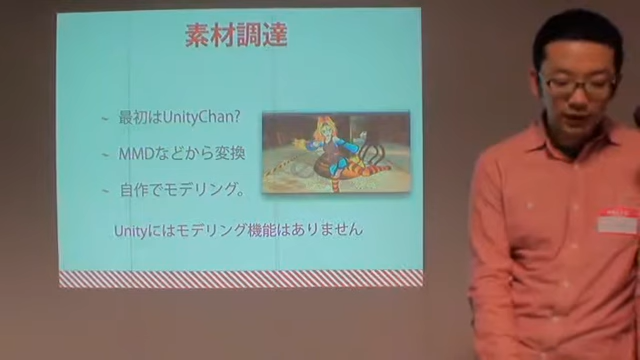 素材調達
～ 最初はUnityChan?
～ MMDなどから変換
～ 自作でモデリング。
Unityにはモデリング機能はありません